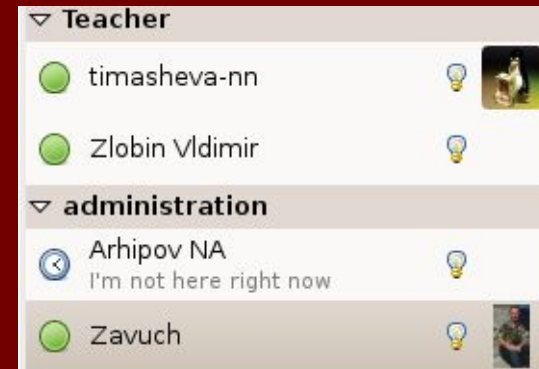 Teacher
timasheva-nn
Zlobin Vldimir
administration
Arhipov NA
I'm not here right now
Zavuch